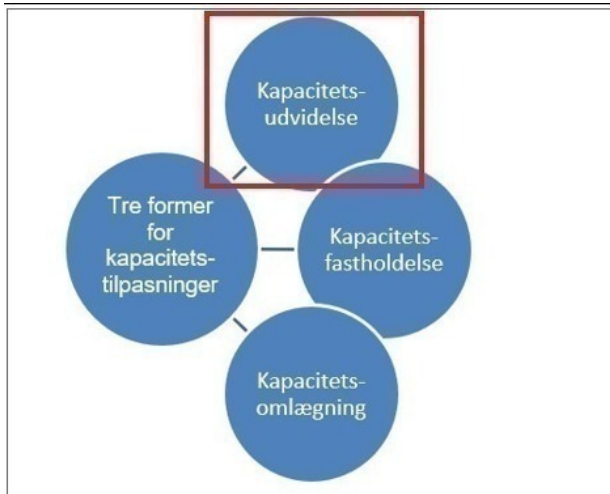 Kapacitets-
udvidelse
Tre former
for
kapacitets-
tilpasninger
Kapacitets-
fastholdelse
Kapacitets-
omlægning